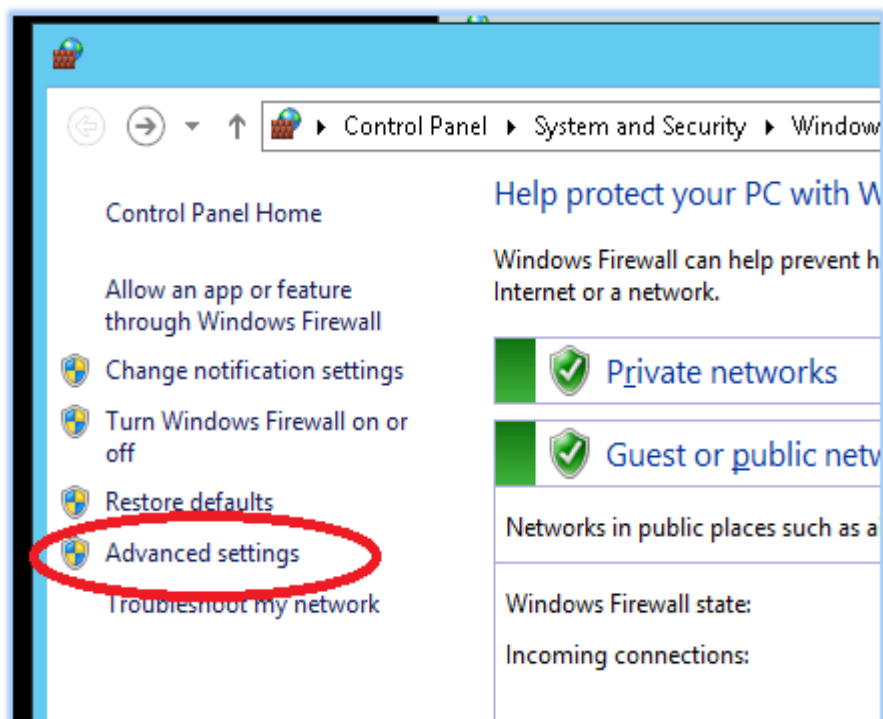 Control Panel System and Security
Control Panel Home
Allow an app or feature
through Windows Firewall
Change notification settings
Turn Windows Firewall on or
off
Restore defaults
Advanced settings
Troubleshoot my network
Help protect your PC with
Windows Firewall can help prevent
Internet or a network.
Private networks
Guest or public
Networks in public places such as
Windows Firewall state:
Incoming connections: